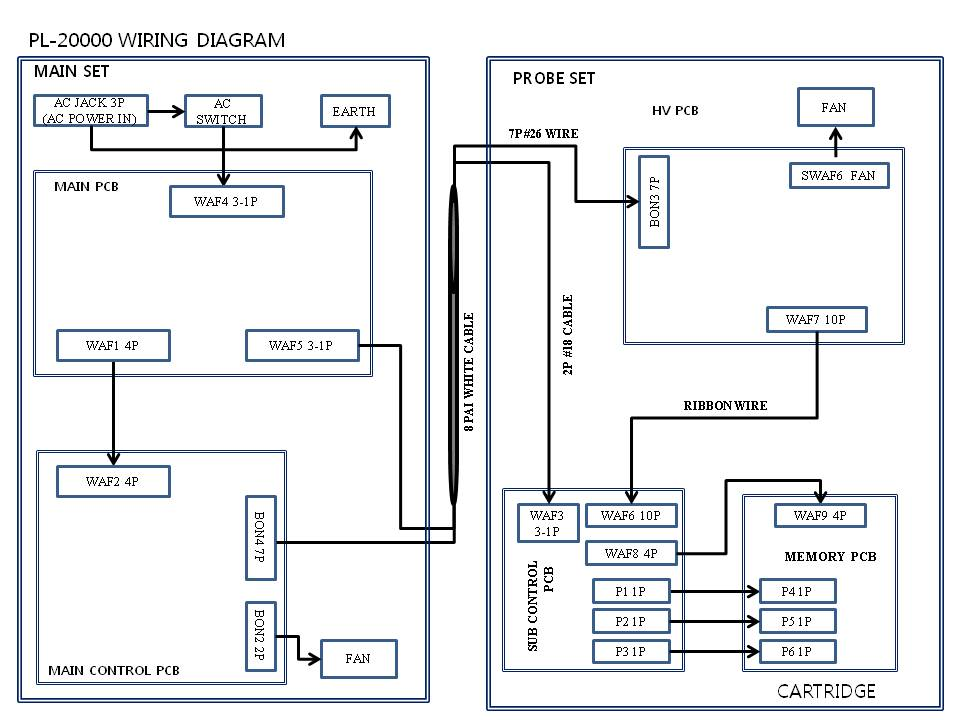 PL-20000 WIRING DIAGRAM
MAIN SET
AC JACK 3P
(AC POWER IN)
AC
SWITCH
EARTH
MAIN PCB
WAF4 3-1P
WAF1 4P
WAF5 3-1P
WAF2 4P
BON4 7P
BON2 2P
FAN
MAIN CONTROL PCB
8 PAI WHITE CABLE
PROBE SET
HV PCB
FAN
7P#26 WIRE
BON3 7P
SWAF6 FAN
WAF7 10P
2P #18 CABLE
RIBBON WIRE
WAF3
3-1P
WAF6 10P
WAF8 4P
SUB CONTROL
PCB
P1 1P
P2 1P
P3 1P
WAF9 4P
MEMORY PCB
P4 1P
P5 1P
P6 1P
CARTRIDGE